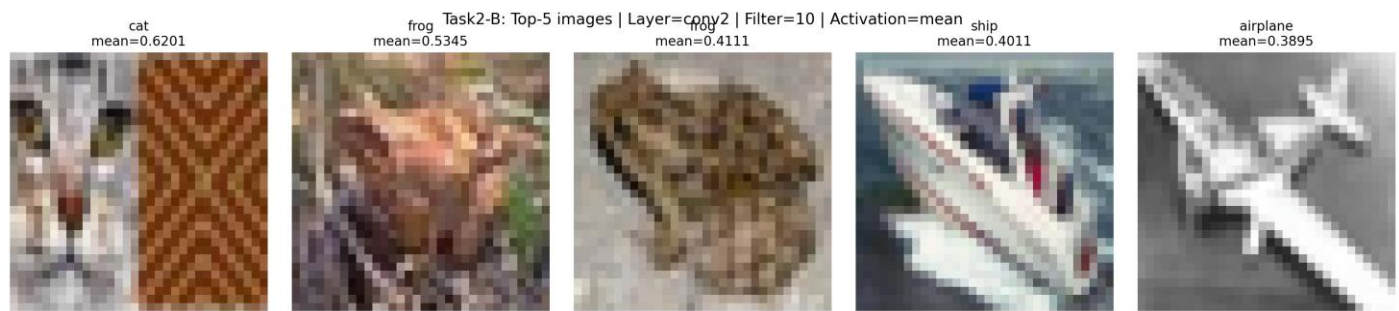 Task2-B: Top-5 images | Layer=conv2 | Filter=10 | Activation=mean
cat
mean=0.6201
frog
mean=0.5345
frog
mean=0.4111
ship
mean=0.4011
airplane
mean=0.3895